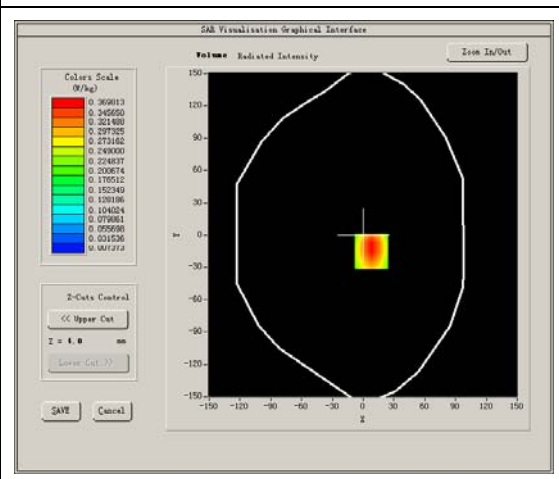 SAR Visualisation Graphical Interface
Volume Radiated Intensity
Zoom In/Out
Colors Scale
(W/kg)
0.369813
0.345650
0.321488
0.297325
0.273162
0.249000
0.224837
0.200674
0.176512
0.152349
0.128186
0.104024
0.079861
0.055698
0.031536
0.007373
150
90
60
30
Y
0
-30
-60
-90
-120
-150
-150 -120 -90 -60 -30 0 30 60 90 120 150
X
Z-Cuts Control
<< Upper Cut
Z = 4.0 mm
Lower Cut >>
SAVE Cancel